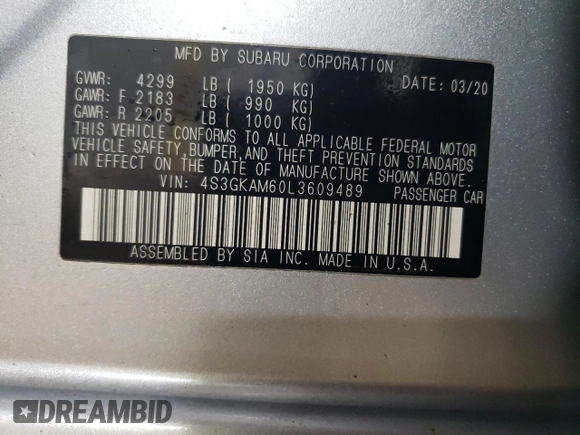 MFD BY SUBARU CORPORATION
GVWR: 4299 LB ( 1950 KG) DATE: 03/20
GAWR: F 2183 LB ( 990 KG)
GAWR: R 2205 LB ( 1000 KG)
THIS VEHICLE CONFORMS TO ALL APPLICABLE FEDERAL MOTOR
VEHICLE SAFETY, BUMPER, AND THEFT PREVENTION STANDARDS
IN EFFECT ON THE DATE OF MANUFACTURE SHOWN ABOVE.
VIN: 4S3GKAM60L3609489 PASSENGER CAR
ASSEMBLED BY SIA INC. MADE IN U.S.A.
DREAMBID